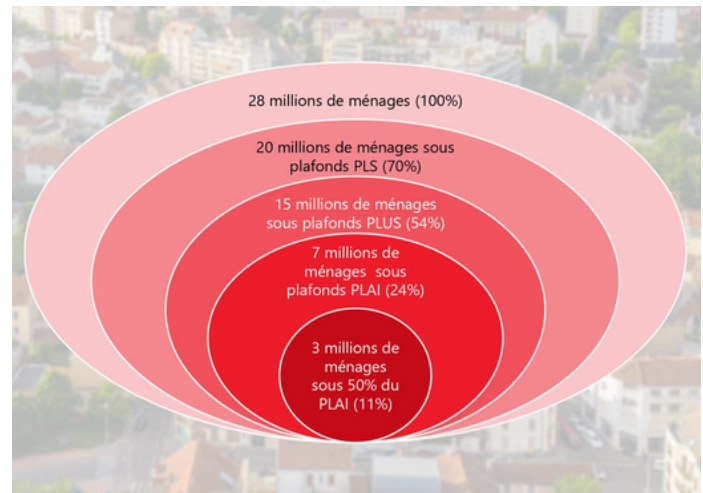 28 millions de ménages (100%)
20 millions de ménages sous
plafonds PLS (70%)
15 millions de ménages
sous plafonds PLUS (54%)
7 millions de
ménages sous
plafonds PLAI (24%)
3 millions de
ménages
sous 50% du
PLAI (11%)